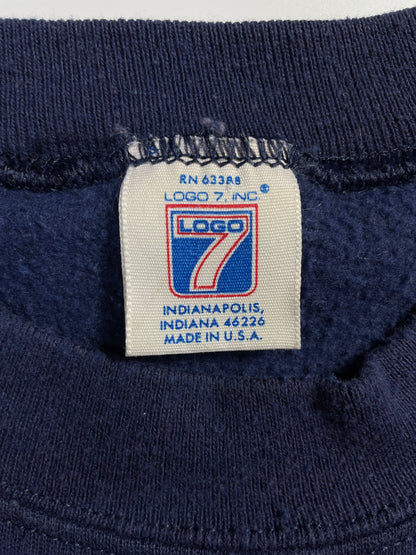 RN 63388
LOGO 7, INC®
LOGO
7
INDIANAPOLIS,
INDIANA 46226
MADE IN U.S.A.